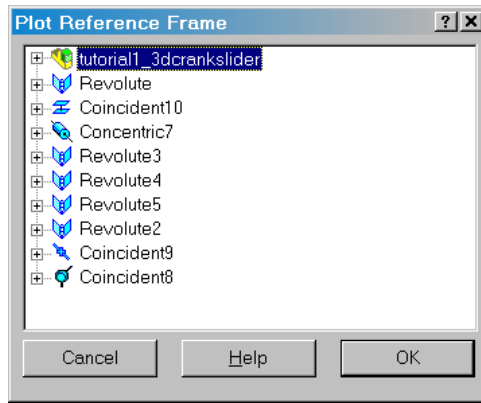 Plot Reference Frame ? X
tutorial1_3dcrankslider
Revolute
Coincident10
Concentric7
Revolute3
Revolute4
Revolute5
Revolute2
Coincident9
Coincident8
Cancel Help OK